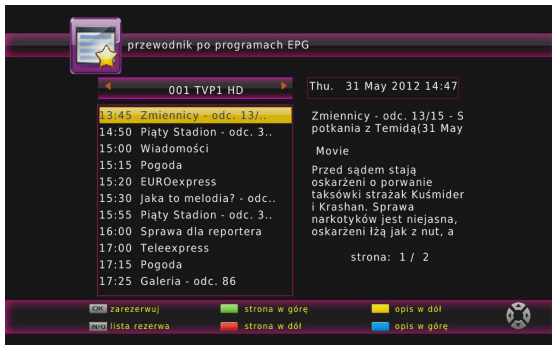 przewodnik po programach EPG
001 TVP1 HD
Thu. 31 May 2012 14:47
13:45 Zmiennicy - odc. 13/..
14:50 Piąty Stadion - odc. 3..
15:00 Wiadomości
15:15 Pogoda
15:20 EUROexpress
15:30 Jaka to melodia? - odc..
15:55 Piąty Stadion - odc. 3..
16:00 Sprawa dla reportera
17:00 Teleexpress
17:15 Pogoda
17:25 Galeria - odc. 86
Zmiennicy - odc. 13/15 - S
potkania z Temidą(31 May
Movie
Przed sądem stają
oskarżeni o porwanie
taksówki strażak Kuśmider
i Krashan. Sprawa
narkotyków jest niejasna,
oskarżeni łżą jak z nut, a
strona: 1 / 2
OK zarezerwuj
strona w górę
opis w dół
INFO lista rezerwa
strona w dół
opis w górę